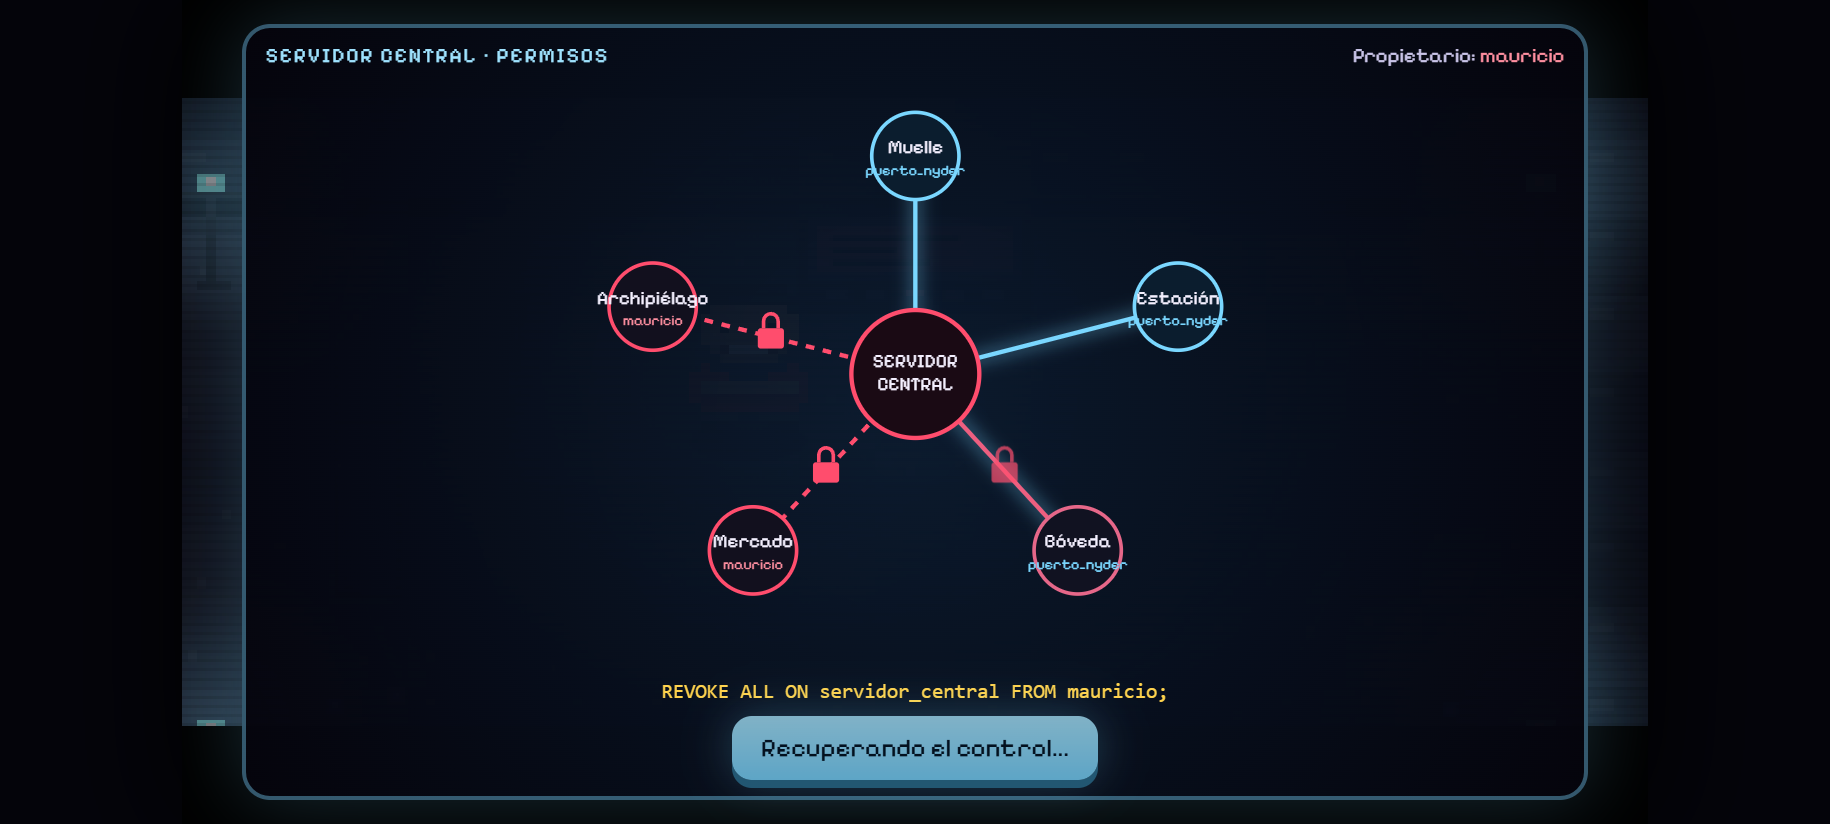 SERVIDOR CENTRAL · PERMISOS
Propietario: mauricio
Muelle
puerto_nyder
Archipiélago
mauricio
Estación
puerto_nyder
SERVIDOR
CENTRAL
Mercado
mauricio
Bóveda
puerto_nyder
REVOKE ALL ON servidor_central FROM mauricio;
Recuperando el control...